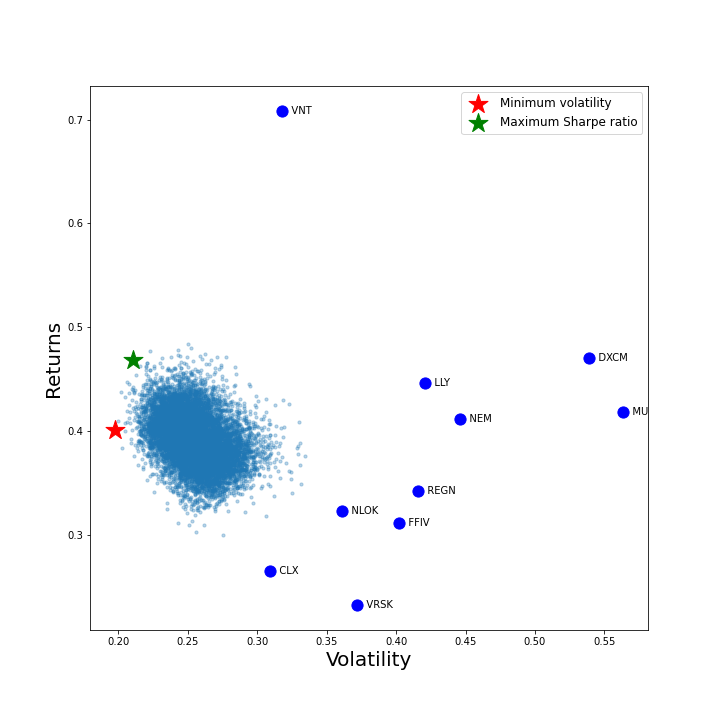 Minimum volatility
Maximum Sharpe ratio
VNT
0.7
0.6
0.5
DXCM
LLY
MU
NEM
0.4
REGN
NLOK
FFIV
0.3
CLX
VRSK
Returns
0.20 0.25 0.30 0.35 0.40 0.45 0.50 0.55
Volatility